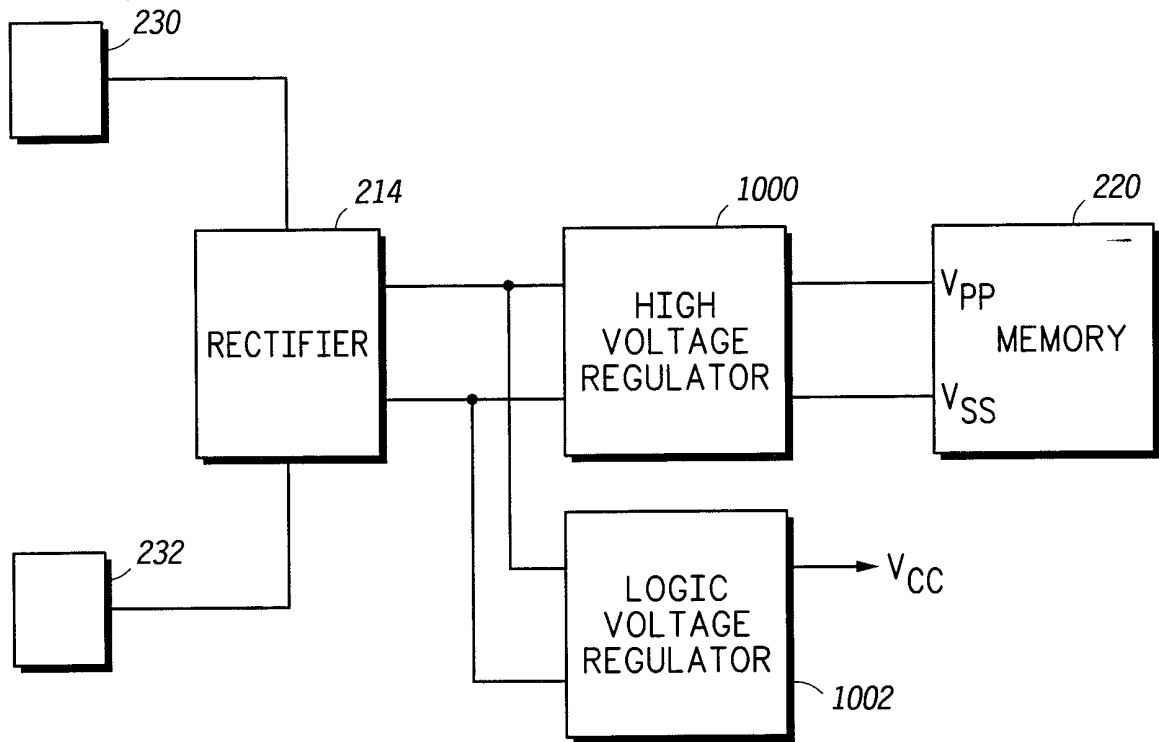 230
214
1000
220
RECTIFIER
HIGH
VOLTAGE
REGULATOR
VPP
MEMORY
VSS
232
LOGIC
VOLTAGE
REGULATOR
VCC
1002